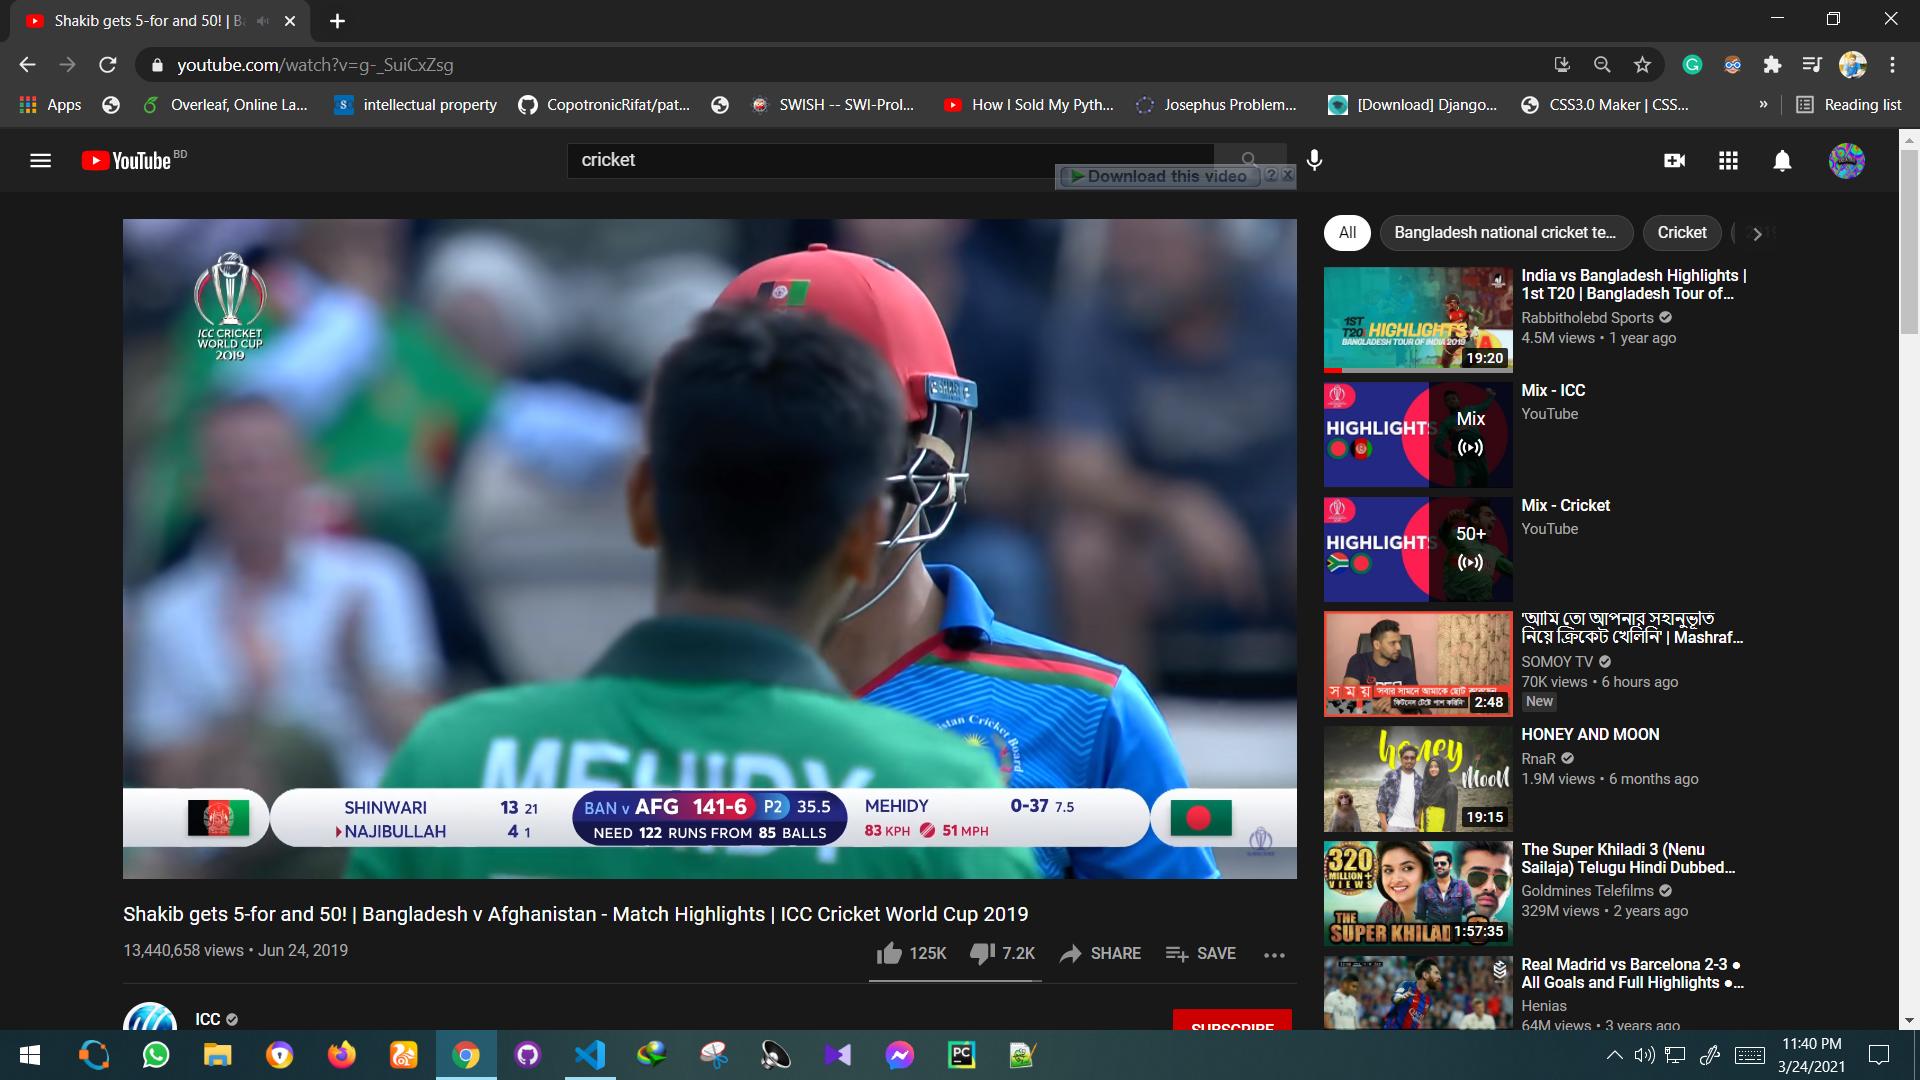 Shakib gets 5-for and 50! | Ba
youtube.com/watch?v=g-_SuiCxZsg
Apps
Overleaf, Online La...
intellectual property
CopotronicRifat/pat...
SWISH -- SWI-Prol...
How I Sold My Pyth...
Josephus Problem...
[Download] Django...
CSS3.0 Maker | CSS...
»
Reading list
YouTube BD
cricket
Download this video ? X
All
Bangladesh national cricket te...
Cricket
ICC CRICKET
WORLD CUP
2019
MEHIDY
SHINWARI 13 21
NAJIBULLAH 4 1
BAN v AFG 141-6 P2 35.5
NEED 122 RUNS FROM 85 BALLS
MEHIDY 0-37 7.5
83 KPH 51 MPH
Shakib gets 5-for and 50! | Bangladesh v Afghanistan - Match Highlights | ICC Cricket World Cup 2019
13,440,658 views • Jun 24, 2019
125K
7.2K
SHARE
SAVE
ICC
SUBSCRIBE
1ST
T20 HIGHLIGHTS
BANGLADESH TOUR OF INDIA 2019
19:20
India vs Bangladesh Highlights |
1st T20 | Bangladesh Tour of...
Rabbitholebd Sports
4.5M views • 1 year ago
HIGHLIGHTS
Mix
Mix - ICC
YouTube
HIGHLIGHTS
50+
Mix - Cricket
YouTube
সময়
2:48
'আমি তো আপনার সহানুভূতি
নিয়ে ক্রিকেট খেলিনি' | Mashraf...
SOMOY TV
70K views • 6 hours ago
New
honey
moon
19:15
HONEY AND MOON
RnaR
1.9M views • 6 months ago
320
MILLION+
VIEWS
THE
SUPER KHILADI
1:57:35
The Super Khiladi 3 (Nenu
Sailaja) Telugu Hindi Dubbed...
Goldmines Telefilms
329M views • 2 years ago
Real Madrid vs Barcelona 2-3 ●
All Goals and Full Highlights ●...
Henias
64M views • 3 years ago
PC
11:40 PM
3/24/2021